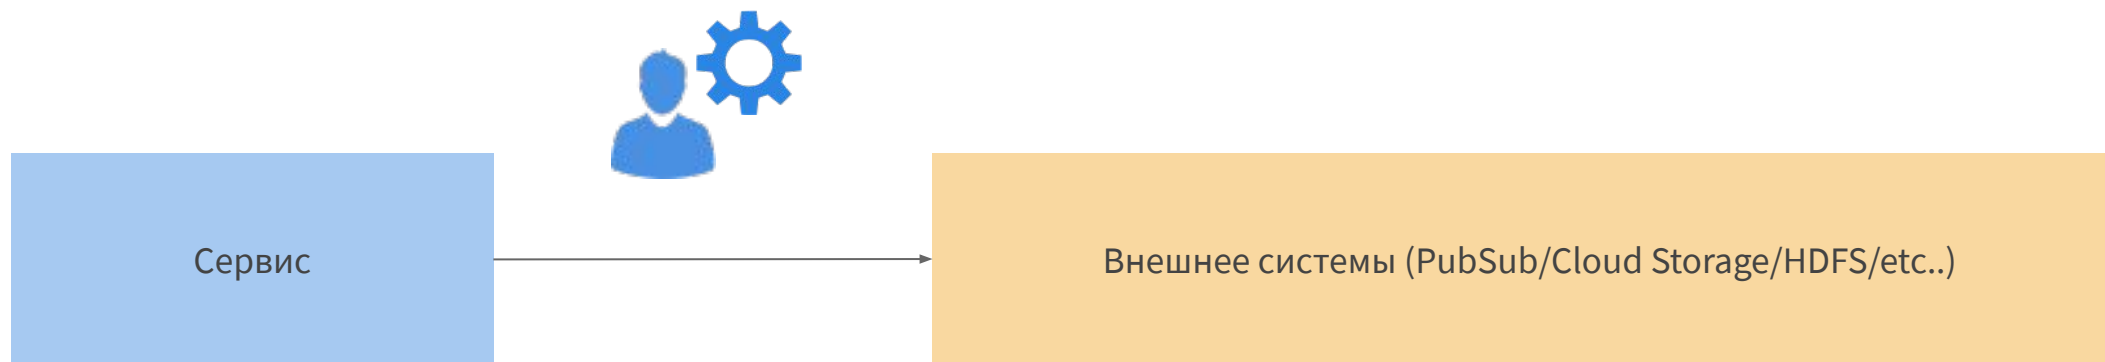 Сервис
Внешнее системы (PubSub/Cloud Storage/HDFS/etc..)